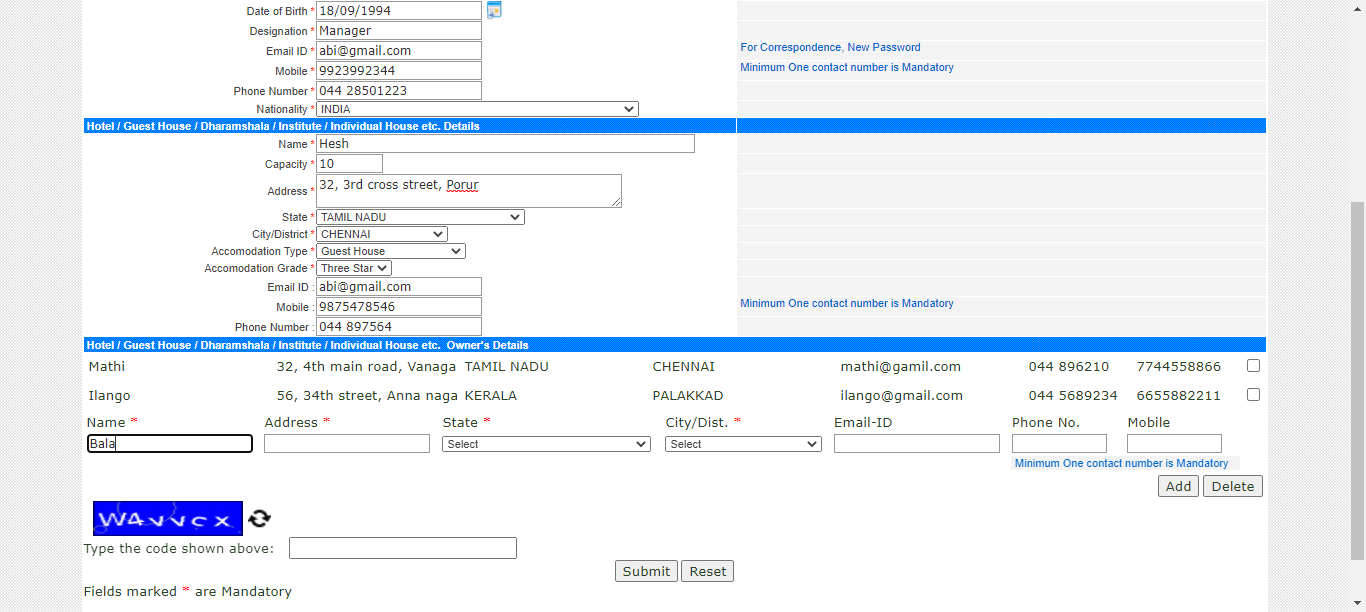 Date of Birth * 18/09/1994
Designation * Manager
Email ID * abi@gmail.com For Correspondence, New Password
Mobile * 9923992344 Minimum One contact number is Mandatory
Phone Number * 044 28501223
Nationality * INDIA
Hotel / Guest House / Dharamshala / Institute / Individual House etc. Details
Name * Hesh
Capacity * 10
Address * 32, 3rd cross street, Porur
State * TAMIL NADU
City/District * CHENNAI
Accomodation Type * Guest House
Accomodation Grade * Three Star
Email ID : abi@gmail.com
Mobile : 9875478546 Minimum One contact number is Mandatory
Phone Number : 044 897564
Hotel / Guest House / Dharamshala / Institute / Individual House etc. Owner's Details
Mathi 32, 4th main road, Vanaga TAMIL NADU CHENNAI mathi@gamil.com 044 896210 7744558866
Ilango 56, 34th street, Anna naga KERALA PALAKKAD ilango@gmail.com 044 5689234 6655882211
Name * Address * State * City/Dist. * Email-ID Phone No. Mobile
Bala Select Select
Minimum One contact number is Mandatory
Add Delete
Type the code shown above:
Submit Reset
Fields marked * are Mandatory